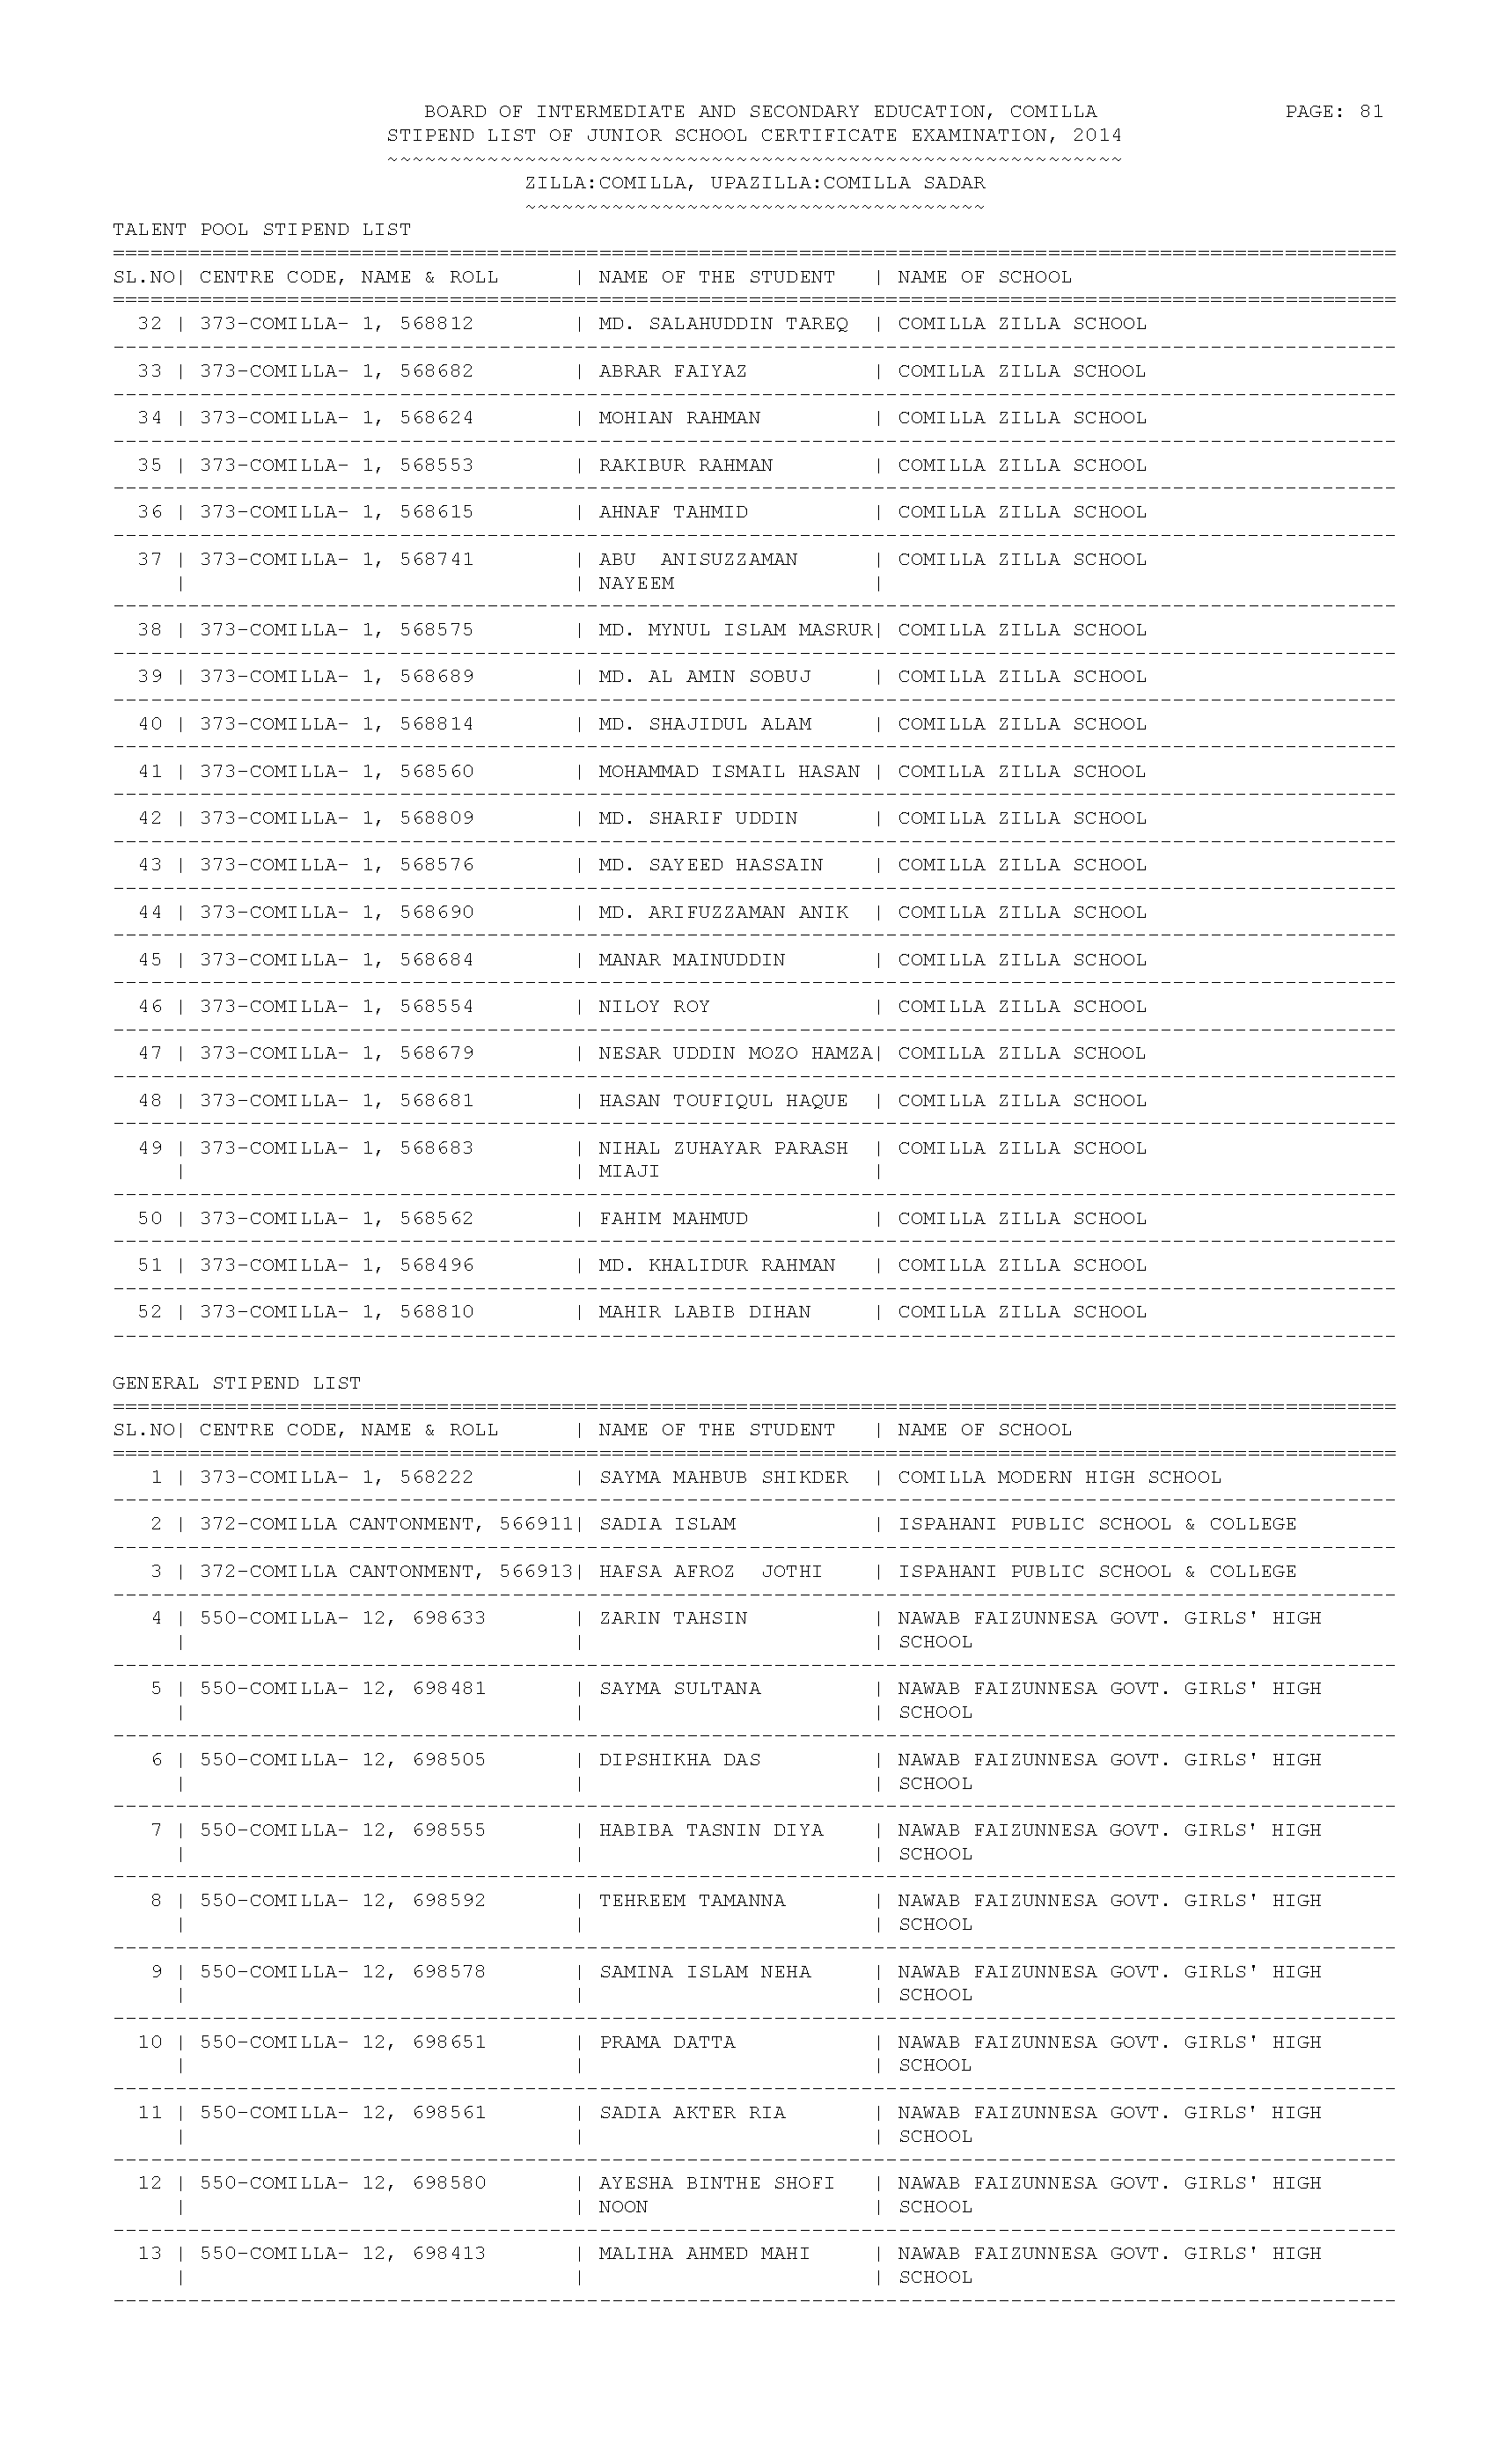 BOARD OF INTERMEDIATE AND SECONDARY EDUCATION, COMILLA PAGE: 81
STIPEND LIST OF JUNIOR SCHOOL CERTIFICATE EXAMINATION, 2014
~~~~~~~~~~~~~~~~~~~~~~~~~~~~~~~~~~~~~~~~~~~~~~~~~~~~~~~~~~~
ZILLA:COMILLA, UPAZILLA:COMILLA SADAR
~~~~~~~~~~~~~~~~~~~~~~~~~~~~~~~~~~~~~
TALENT POOL STIPEND LIST
SL.NO| CENTRE CODE, NAME & ROLL | NAME OF THE STUDENT | NAME OF SCHOOL
32 | 373-COMILLA- 1, 568812 | MD. SALAHUDDIN TAREQ | COMILLA ZILLA SCHOOL
33 | 373-COMILLA- 1, 568682 | ABRAR FAIYAZ | COMILLA ZILLA SCHOOL
34 | 373-COMILLA- 1, 568624 | MOHIAN RAHMAN | COMILLA ZILLA SCHOOL
35 | 373-COMILLA- 1, 568553 | RAKIBUR RAHMAN | COMILLA ZILLA SCHOOL
36 | 373-COMILLA- 1, 568615 | AHNAF TAHMID | COMILLA ZILLA SCHOOL
37 | 373-COMILLA- 1, 568741 | ABU  ANISUZZAMAN | COMILLA ZILLA SCHOOL
| | NAYEEM |
38 | 373-COMILLA- 1, 568575 | MD. MYNUL ISLAM MASRUR| COMILLA ZILLA SCHOOL
39 | 373-COMILLA- 1, 568689 | MD. AL AMIN SOBUJ | COMILLA ZILLA SCHOOL
40 | 373-COMILLA- 1, 568814 | MD. SHAJIDUL ALAM | COMILLA ZILLA SCHOOL
41 | 373-COMILLA- 1, 568560 | MOHAMMAD ISMAIL HASAN | COMILLA ZILLA SCHOOL
42 | 373-COMILLA- 1, 568809 | MD. SHARIF UDDIN | COMILLA ZILLA SCHOOL
43 | 373-COMILLA- 1, 568576 | MD. SAYEED HASSAIN | COMILLA ZILLA SCHOOL
44 | 373-COMILLA- 1, 568690 | MD. ARIFUZZAMAN ANIK | COMILLA ZILLA SCHOOL
45 | 373-COMILLA- 1, 568684 | MANAR MAINUDDIN | COMILLA ZILLA SCHOOL
46 | 373-COMILLA- 1, 568554 | NILOY ROY | COMILLA ZILLA SCHOOL
47 | 373-COMILLA- 1, 568679 | NESAR UDDIN MOZO HAMZA| COMILLA ZILLA SCHOOL
48 | 373-COMILLA- 1, 568681 | HASAN TOUFIQUL HAQUE | COMILLA ZILLA SCHOOL
49 | 373-COMILLA- 1, 568683 | NIHAL ZUHAYAR PARASH | COMILLA ZILLA SCHOOL
| | MIAJI |
50 | 373-COMILLA- 1, 568562 | FAHIM MAHMUD | COMILLA ZILLA SCHOOL
51 | 373-COMILLA- 1, 568496 | MD. KHALIDUR RAHMAN | COMILLA ZILLA SCHOOL
52 | 373-COMILLA- 1, 568810 | MAHIR LABIB DIHAN | COMILLA ZILLA SCHOOL
GENERAL STIPEND LIST
SL.NO| CENTRE CODE, NAME & ROLL | NAME OF THE STUDENT | NAME OF SCHOOL
1 | 373-COMILLA- 1, 568222 | SAYMA MAHBUB SHIKDER | COMILLA MODERN HIGH SCHOOL
2 | 372-COMILLA CANTONMENT, 566911| SADIA ISLAM | ISPAHANI PUBLIC SCHOOL & COLLEGE
3 | 372-COMILLA CANTONMENT, 566913| HAFSA AFROZ  JOTHI | ISPAHANI PUBLIC SCHOOL & COLLEGE
4 | 550-COMILLA- 12, 698633 | ZARIN TAHSIN | NAWAB FAIZUNNESA GOVT. GIRLS' HIGH
| | | SCHOOL
5 | 550-COMILLA- 12, 698481 | SAYMA SULTANA | NAWAB FAIZUNNESA GOVT. GIRLS' HIGH
| | | SCHOOL
6 | 550-COMILLA- 12, 698505 | DIPSHIKHA DAS | NAWAB FAIZUNNESA GOVT. GIRLS' HIGH
| | | SCHOOL
7 | 550-COMILLA- 12, 698555 | HABIBA TASNIN DIYA | NAWAB FAIZUNNESA GOVT. GIRLS' HIGH
| | | SCHOOL
8 | 550-COMILLA- 12, 698592 | TEHREEM TAMANNA | NAWAB FAIZUNNESA GOVT. GIRLS' HIGH
| | | SCHOOL
9 | 550-COMILLA- 12, 698578 | SAMINA ISLAM NEHA | NAWAB FAIZUNNESA GOVT. GIRLS' HIGH
| | | SCHOOL
10 | 550-COMILLA- 12, 698651 | PRAMA DATTA | NAWAB FAIZUNNESA GOVT. GIRLS' HIGH
| | | SCHOOL
11 | 550-COMILLA- 12, 698561 | SADIA AKTER RIA | NAWAB FAIZUNNESA GOVT. GIRLS' HIGH
| | | SCHOOL
12 | 550-COMILLA- 12, 698580 | AYESHA BINTHE SHOFI | NAWAB FAIZUNNESA GOVT. GIRLS' HIGH
| | NOON | SCHOOL
13 | 550-COMILLA- 12, 698413 | MALIHA AHMED MAHI | NAWAB FAIZUNNESA GOVT. GIRLS' HIGH
| | | SCHOOL